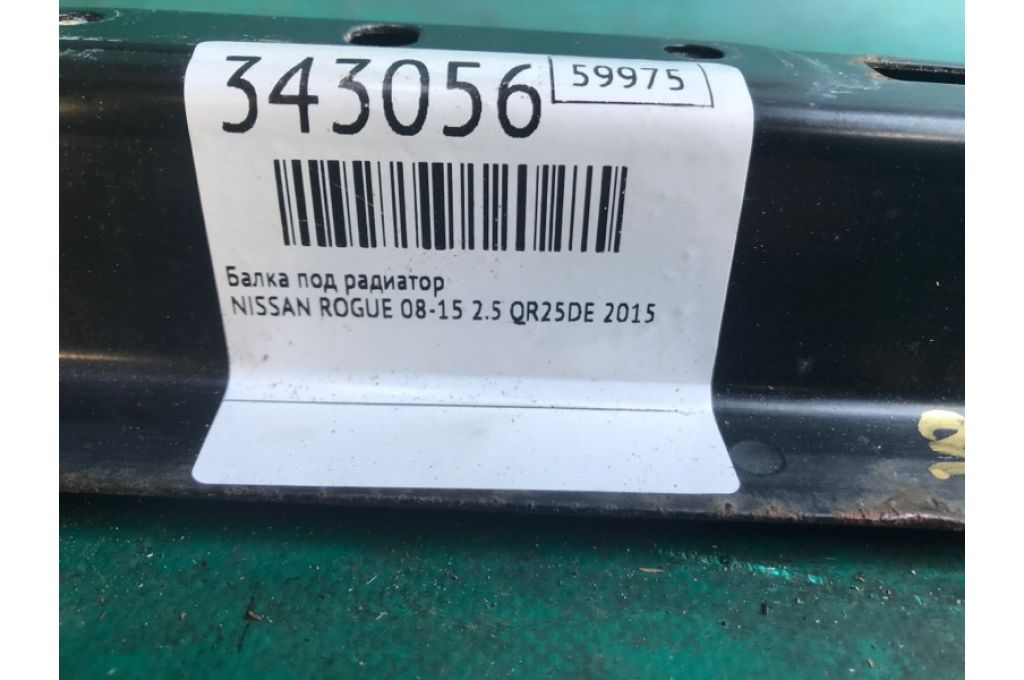 343056
59975
Балка под радиатор
NISSAN ROGUE 08-15 2.5 QR25DE 2015